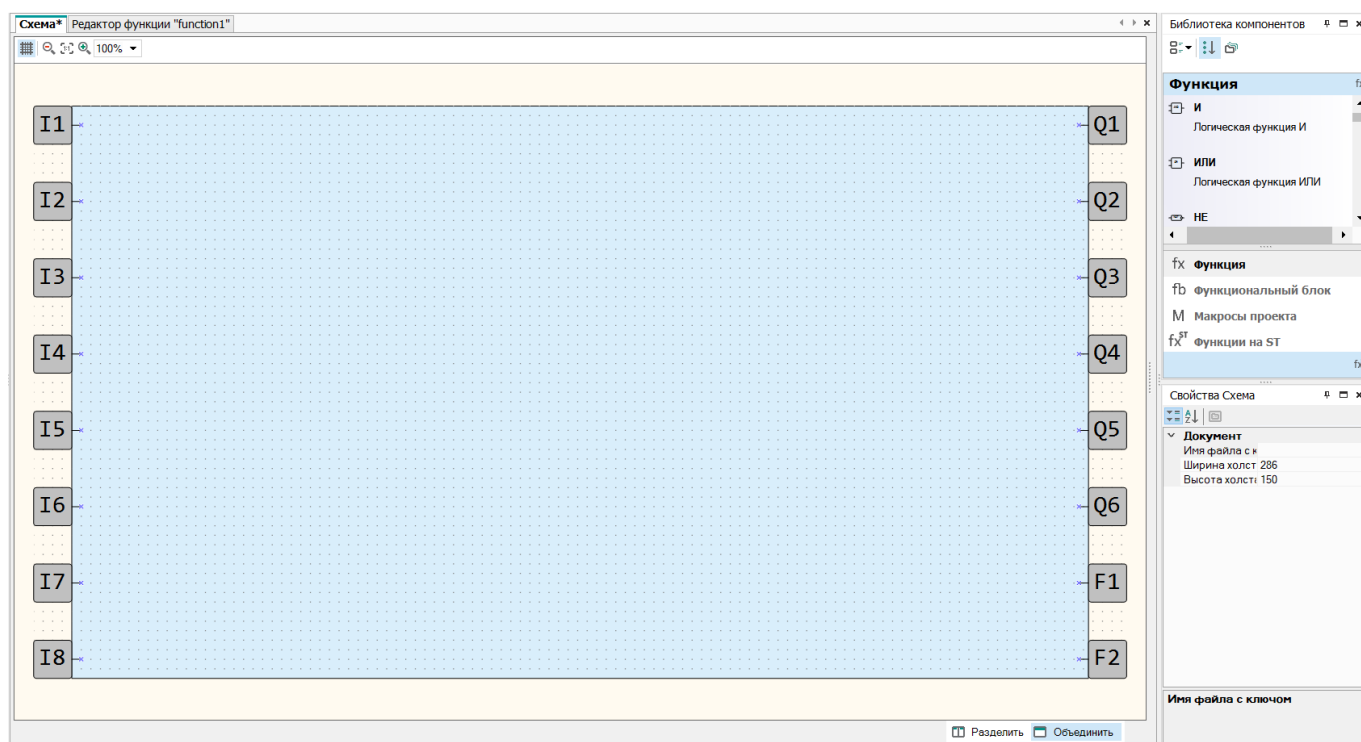 Схема* Редактор функции "function1"
100%
I1
I2
I3
I4
I5
I6
I7
I8
Q1
Q2
Q3
Q4
Q5
Q6
F1
F2
Разделить Объединить
Библиотека компонентов
Функция
И
Логическая функция И
ИЛИ
Логическая функция ИЛИ
НЕ
fx Функция
fb Функциональный блок
M Макросы проекта
fxST Функции на ST
Свойства Схема
Документ
Имя файла с к
Ширина холст 286
Высота холст 150
Имя файла с ключом